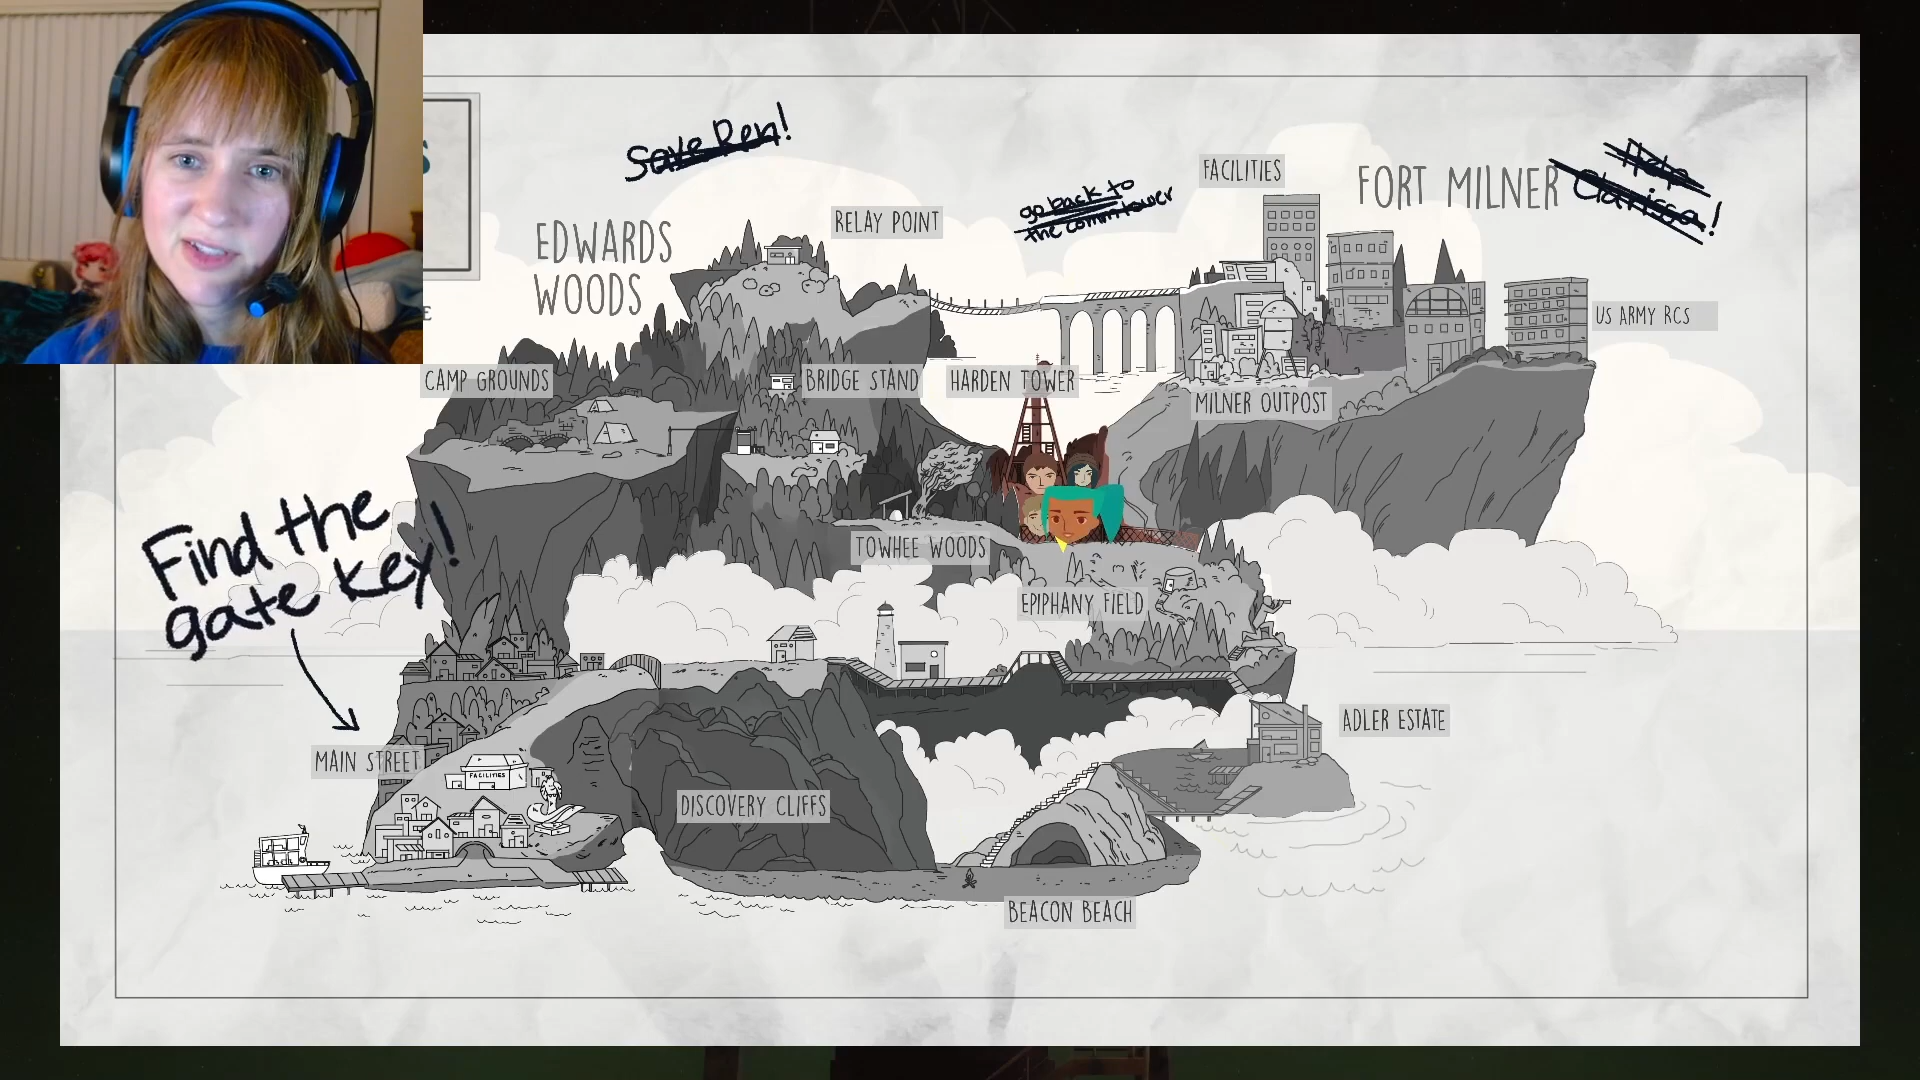 Save Ren!
go back to
the comm tower
FACILITIES
FORT MILNER
Help
Clarissa!
EDWARDS
WOODS
RELAY POINT
US ARMY RCS
CAMP GROUNDS
BRIDGE STAND
HARDEN TOWER
MILNER OUTPOST
Find the
gate key!
TOWHEE WOODS
EPIPHANY FIELD
MAIN STREET
FACILITIES
ADLER ESTATE
DISCOVERY CLIFFS
BEACON BEACH